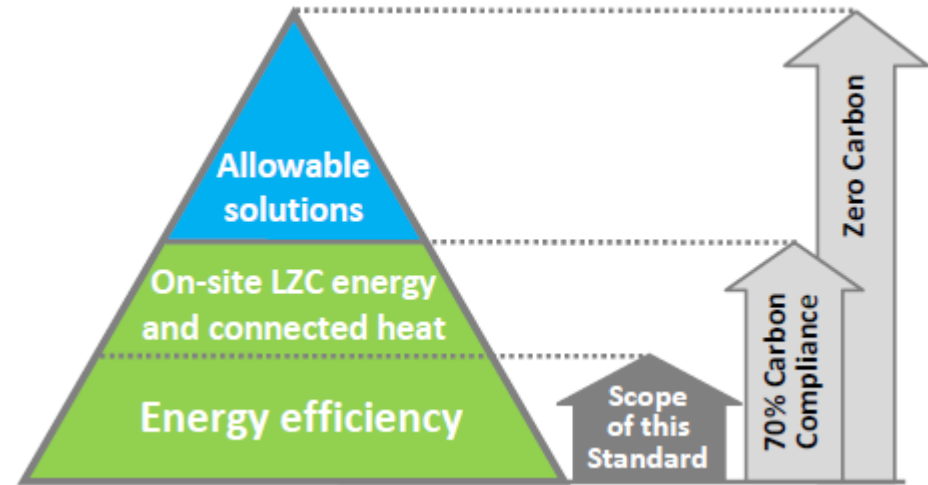 Allowable
solutions
On-site LZC energy
and connected heat
Energy efficiency
Scope
of this
Standard
70% Carbon
Compliance
Zero Carbon